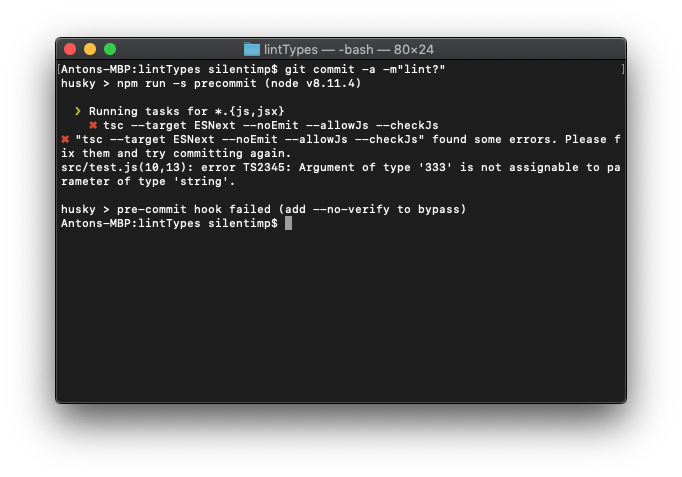 lintTypes — -bash — 80×24
[Antons-MBP:lintTypes silentimp$ git commit -a -m"lint?" ]
husky > npm run -s precommit (node v8.11.4)
❯ Running tasks for *.{js,jsx}
✖ tsc --target ESNext --noEmit --allowJs --checkJs
✖ "tsc --target ESNext --noEmit --allowJs --checkJs" found some errors. Please f
ix them and try committing again.
src/test.js(10,13): error TS2345: Argument of type '333' is not assignable to pa
rameter of type 'string'.
husky > pre-commit hook failed (add --no-verify to bypass)
Antons-MBP:lintTypes silentimp$